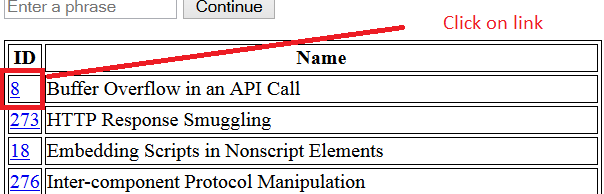 Enter a phrase Continue
Click on link
ID Name
8 Buffer Overflow in an API Call
273 HTTP Response Smuggling
18 Embedding Scripts in Nonscript Elements
276 Inter-component Protocol Manipulation